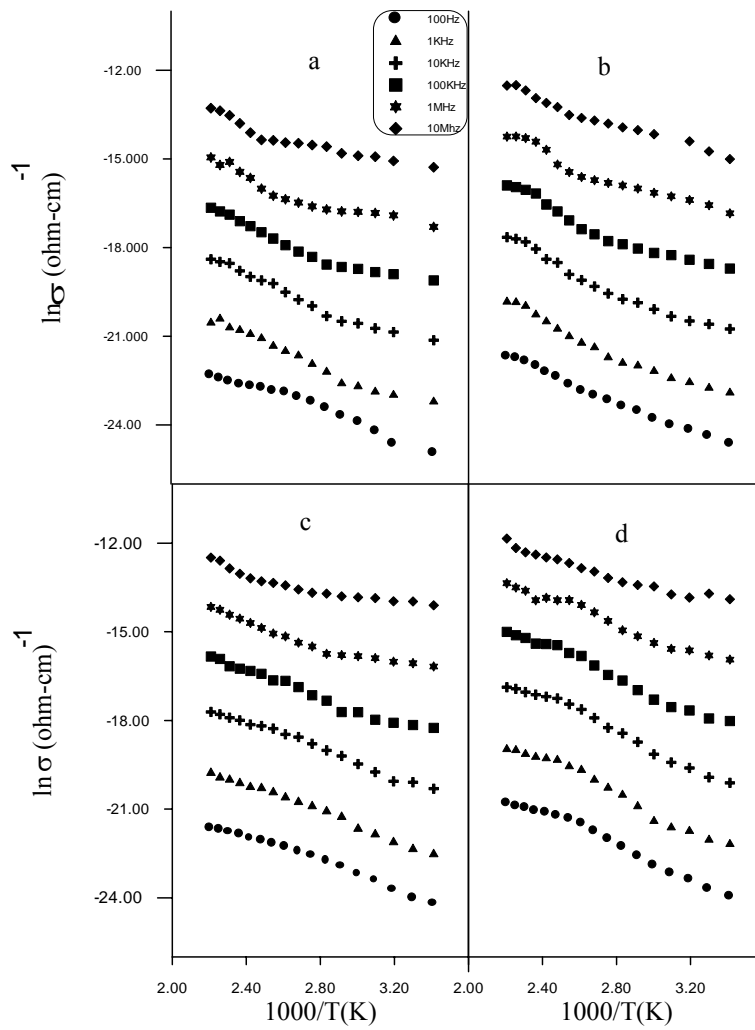 100Hz
1KHz
10KHz
100KHz
1MHz
10Mhz
a
b
-12.00
-15.000
-18.000
-21.000
-24.00
lnσ (ohm-cm)-1
c
d
-12.00
-15.00
-18.00
-21.00
-24.00
ln σ (ohm-cm)-1
2.00 2.40 2.80 3.20 2.00 2.40 2.80 3.20
1000/T(K) 1000/T(K)